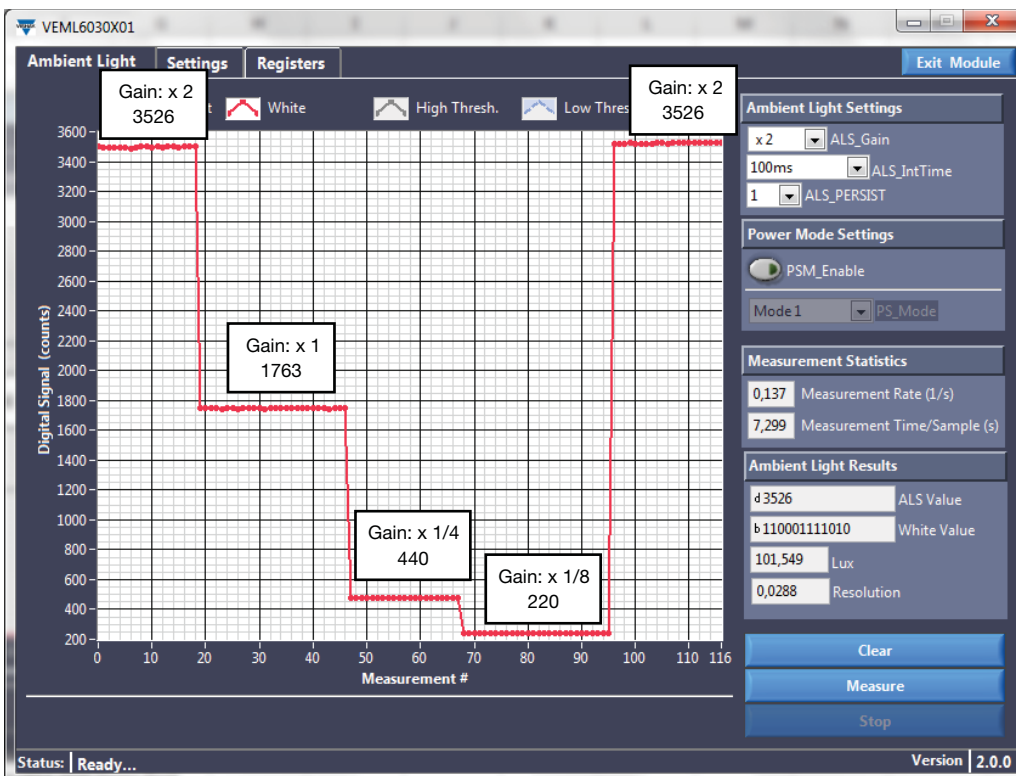 VEML6030X01
Ambient Light Settings Registers Exit Module
Gain: x 2
3526
White High Thresh. Low Thres
Gain: x 2
3526
3600
3400
3200
3000
2800
2600
2400
2200
2000
1800
1600
1400
1200
1000
800
600
400
200
Digital Signal (counts)
Gain: x 1
1763
Gain: x 1/4
440
Gain: x 1/8
220
0 10 20 30 40 50 60 70 80 90 100 110 116
Measurement #
Ambient Light Settings
x 2 ALS_Gain
100ms ALS_IntTime
1 ALS_PERSIST
Power Mode Settings
PSM_Enable
Mode1 PS_Mode
Measurement Statistics
0,137 Measurement Rate (1/s)
7,299 Measurement Time/Sample (s)
Ambient Light Results
d 3526 ALS Value
b 110001111010 White Value
101,549 Lux
0,0288 Resolution
Clear
Measure
Stop
Status: Ready... Version 2.0.0